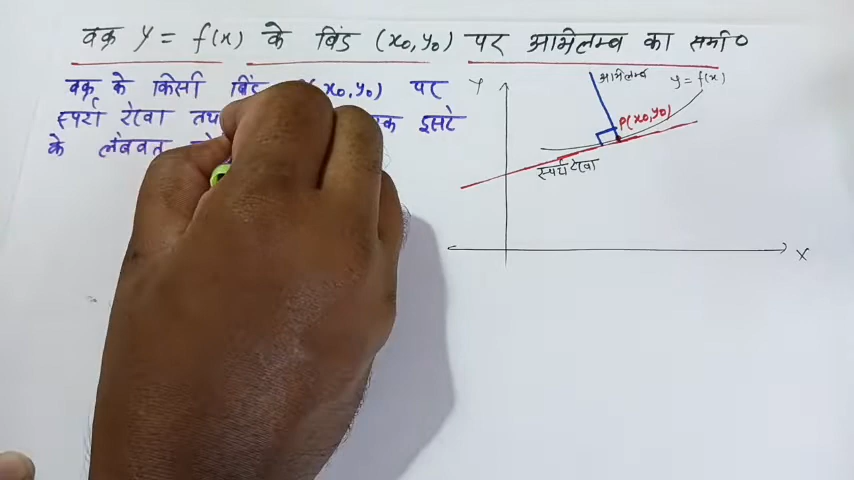 वक्र y = f(x) के बिंदु (x₀, y₀) पर अभिलम्ब का समी०
वक्र के किसी बिंदु (x₀, y₀) पर
स्पर्श रेखा तथा इसके
के लंबवत
Y
अभिलम्ब
y = f(x)
P(x₀, y₀)
स्पर्श रेखा
X